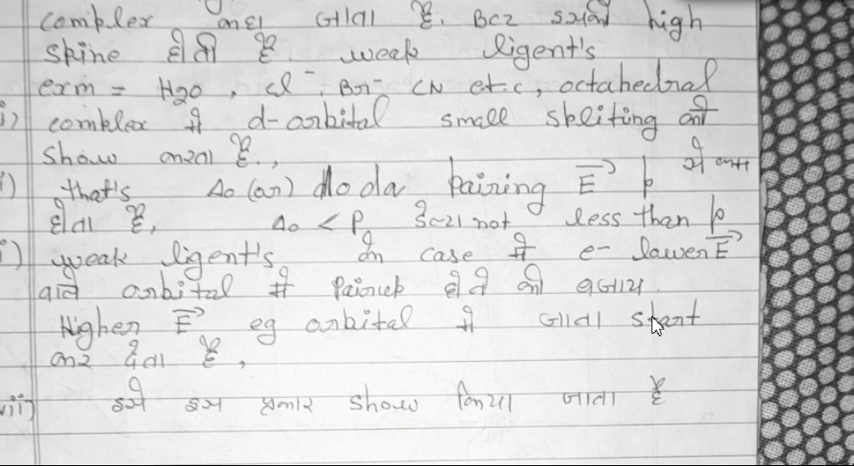 complex कहा जाता है. Bcz इसकी high
spine होती है. weak ligent's
exm = H2O, Cl⁻, Br⁻ CN etc, octahedral
complex में d-orbital small spliting को
show करता है.,
that's Δo (or) pairing E→ p से कम
होता है, Δo < P not less than p
weak ligent's case में e- lower E→
वाले orbital में pairup होने की बजाय
Higher E→ eg orbital में जाना start
कर देता है,
vii) इसे इस प्रकार show किया जाता है